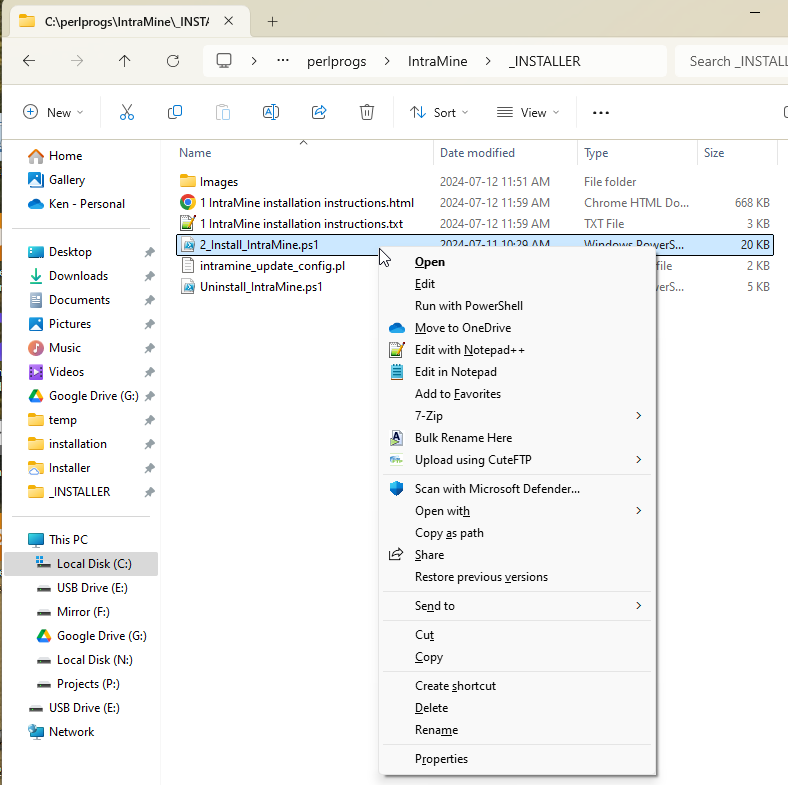 C:\perlprogs\IntraMine\_INSTA
perlprogs IntraMine _INSTALLER
Search _INSTALL
New Sort View
Name Date modified Type Size
Images 2024-07-12 11:51 AM File folder
1 IntraMine installation instructions.html 2024-07-12 11:59 AM Chrome HTML Do... 668 KB
1 IntraMine installation instructions.txt 2024-07-12 11:59 AM TXT File 3 KB
2_Install_IntraMine.ps1 2024-07-11 10:29 AM Windows PowerS... 20 KB
intramine_update_config.pl file 2 KB
Uninstall_IntraMine.ps1 erS... 5 KB
Home
Gallery
Ken - Personal
Desktop
Downloads
Documents
Pictures
Music
Videos
Google Drive (G:)
temp
installation
Installer
_INSTALLER
This PC
Local Disk (C:)
USB Drive (E:)
Mirror (F:)
Google Drive (G:)
Local Disk (N:)
Projects (P:)
USB Drive (E:)
Network
Open
Edit
Run with PowerShell
Move to OneDrive
Edit with Notepad++
Edit in Notepad
Add to Favorites
7-Zip
Bulk Rename Here
Upload using CuteFTP
Scan with Microsoft Defender...
Open with
Copy as path
Share
Restore previous versions
Send to
Cut
Copy
Create shortcut
Delete
Rename
Properties